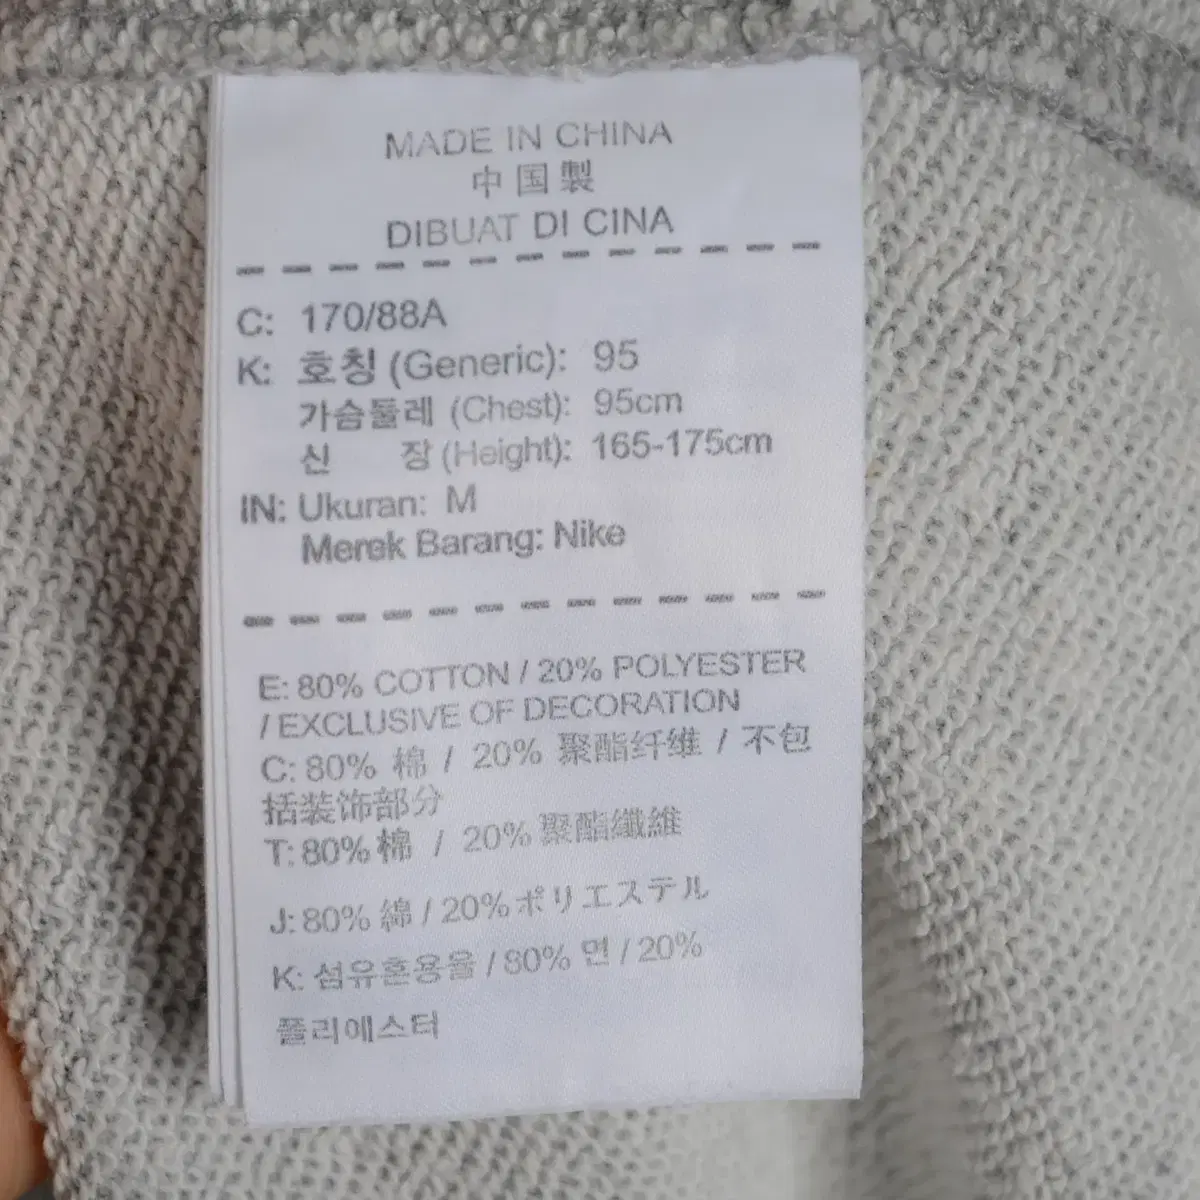 MADE IN CHINA
中国製
DIBUAT DI CINA
C: 170/88A
K: 호칭 (Generic): 95
가슴둘레 (Chest): 95cm
신 장 (Height): 165-175cm
IN: Ukuran: M
Merek Barang: Nike
E: 80% COTTON / 20% POLYESTER
/ EXCLUSIVE OF DECORATION
C: 80% 棉 / 20% 聚酯纤维 / 不包
括装饰部分
T: 80% 棉 / 20% 聚酯纖維
J: 80% 綿 / 20% ポリエステル
K: 섬유혼용율 / 80% 면 / 20%
폴리에스터